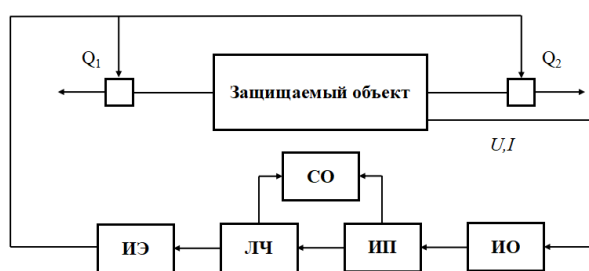 Q1 Q2
Защищаемый объект
U,I
СО
ИЭ ЛЧ ИП ИО